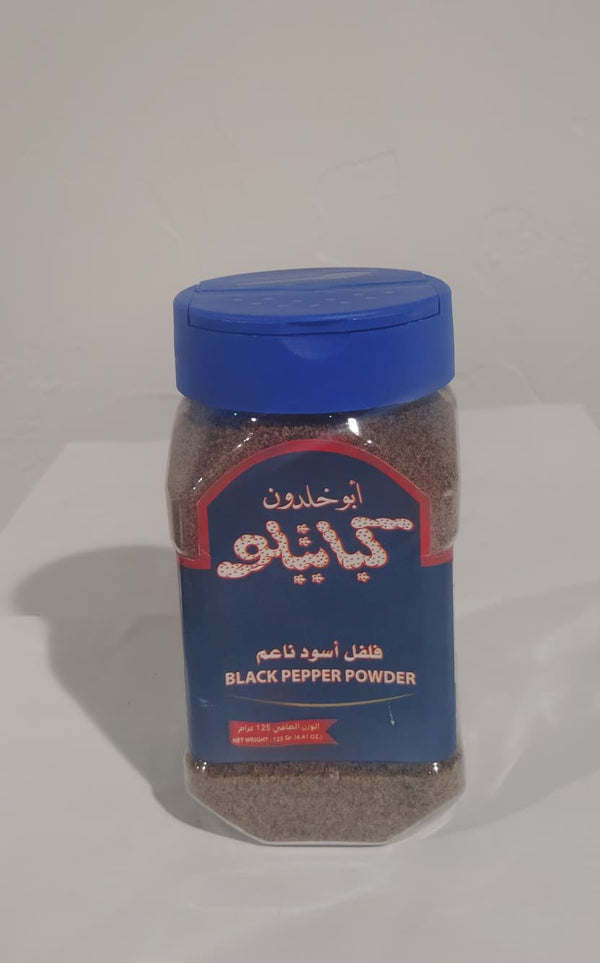 أبو خلدون
كباتيلو
فلفل أسود ناعم
BLACK PEPPER POWDER
الوزن الصافي 125 غرام
NET WEIGHT : 125 Gr. (4.41 OZ.)